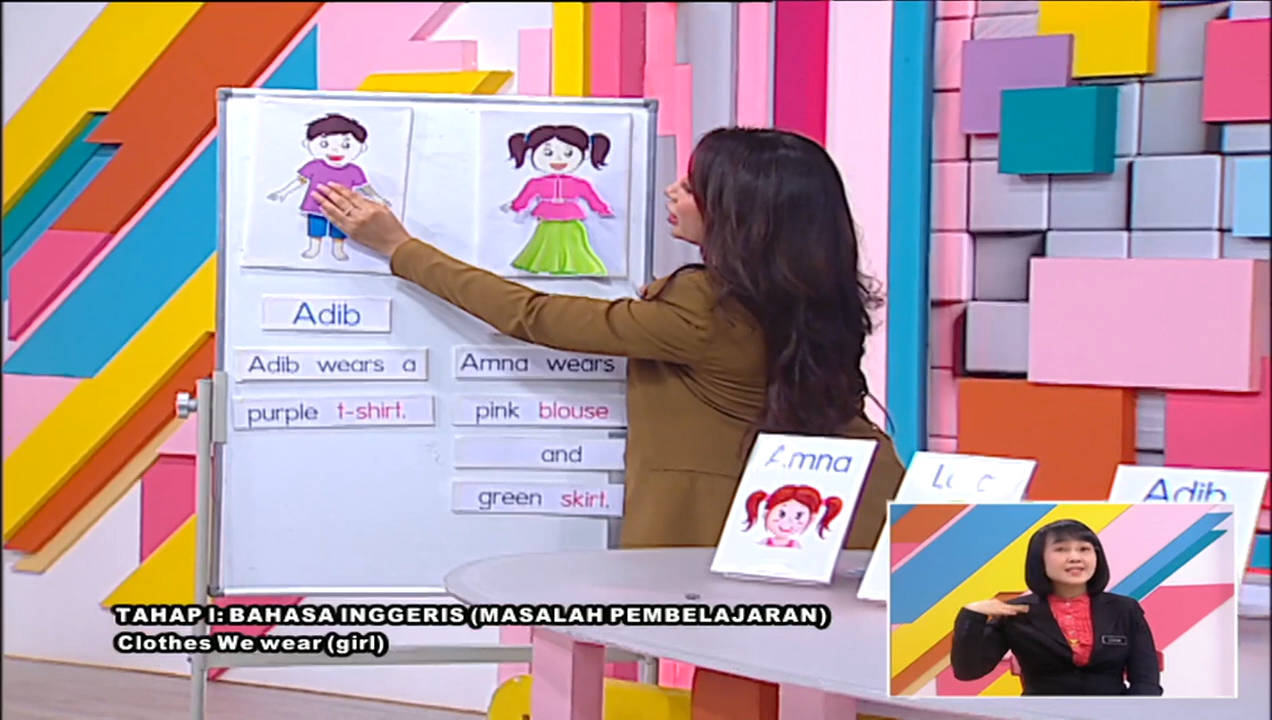 Adib
Adib wears a
purple t-shirt.
Amna wears
pink blouse
and
green skirt.
Amna
Adib
TAHAP I: BAHASA INGGERIS (MASALAH PEMBELAJARAN)
Clothes We wear (girl)